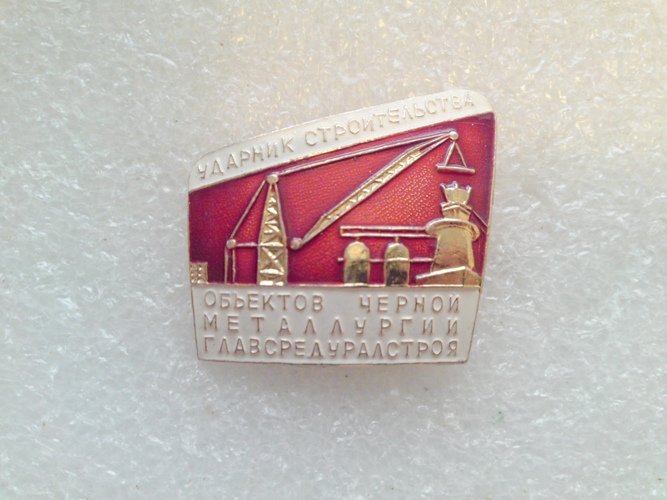 УДАРНИК СТРОИТЕЛЬСТВА
ОБЪЕКТОВ ЧЕРНОЙ
МЕТАЛЛУРГИИ
ГЛАВСРЕДУРАЛСТРОЯ